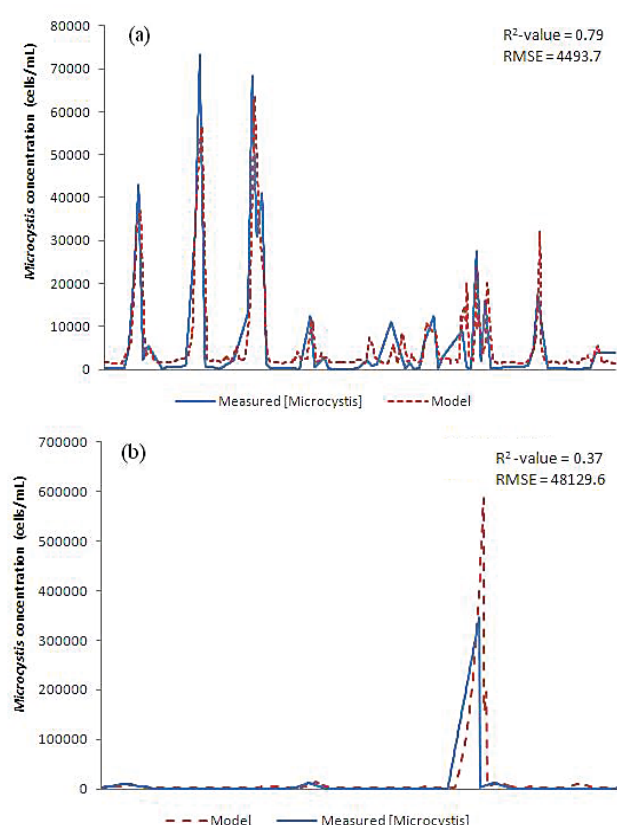 (a)
R²-value = 0.79
RMSE = 4493.7
Microcystis concentration (cells/mL)
80000
70000
60000
50000
40000
30000
20000
10000
0
Measured [Microcystis] Model
(b)
R²-value = 0.37
RMSE = 48129.6
Microcystis concentration (cells/mL)
700000
600000
500000
400000
300000
200000
100000
0
Model Measured [Microcystis]